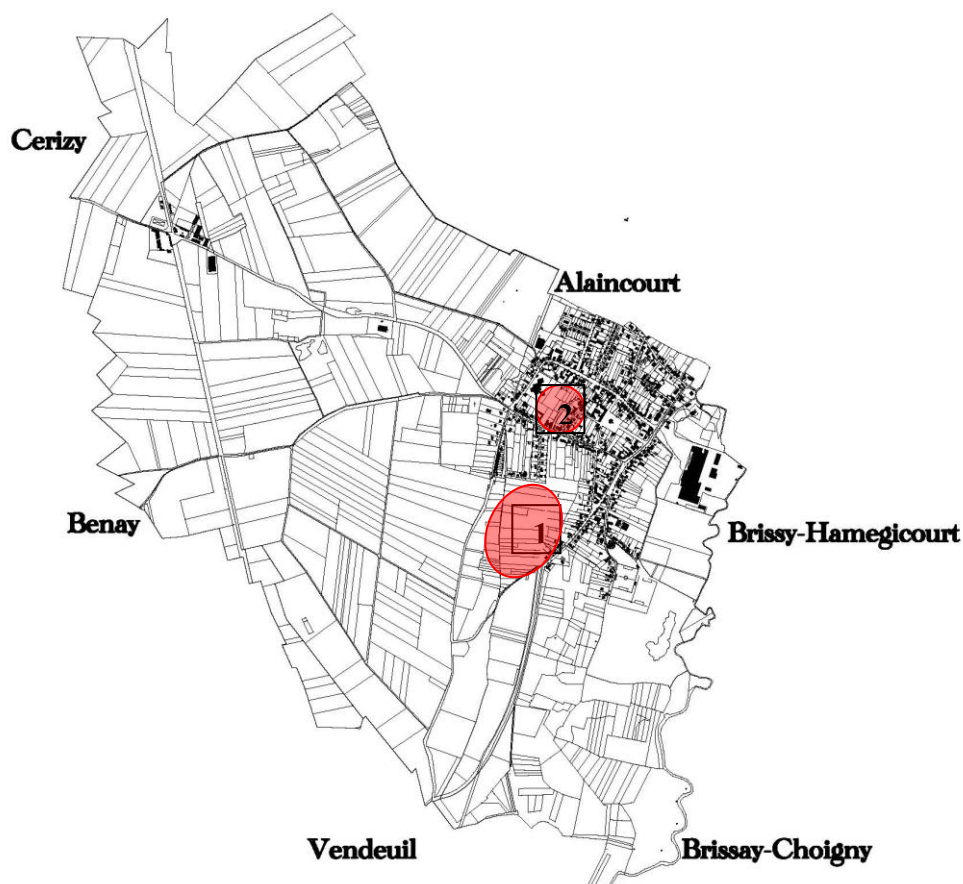 Cerizy
Alaincourt
2
Benay
1
Brissy-Hamegicourt
Vendeuil
Brissay-Choigny